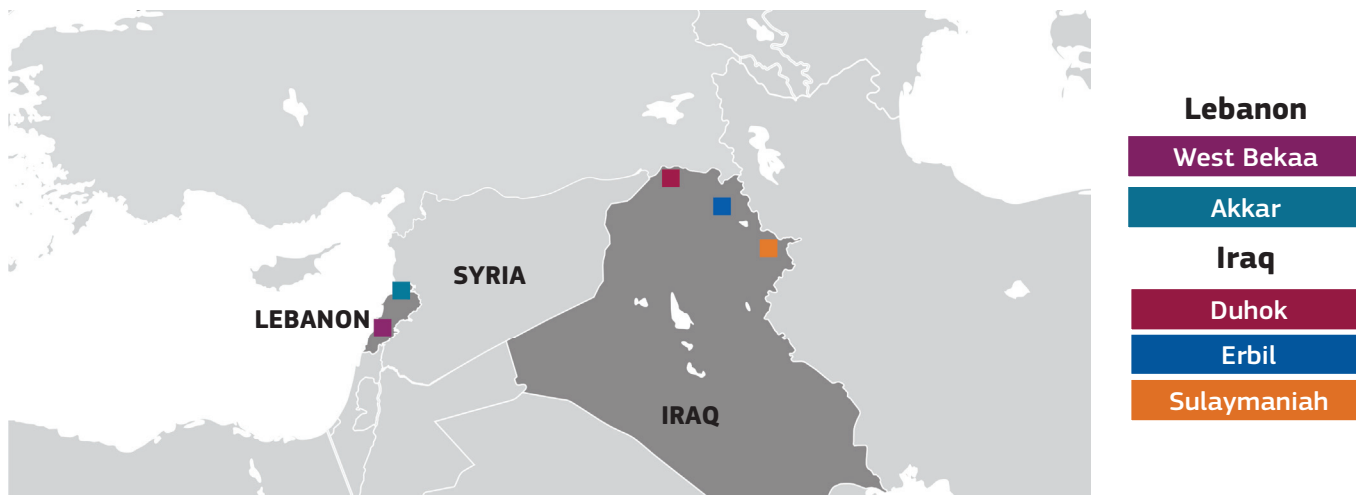 SYRIA
LEBANON
IRAQ
Lebanon
West Bekaa
Akkar
Iraq
Duhok
Erbil
Sulaymaniah